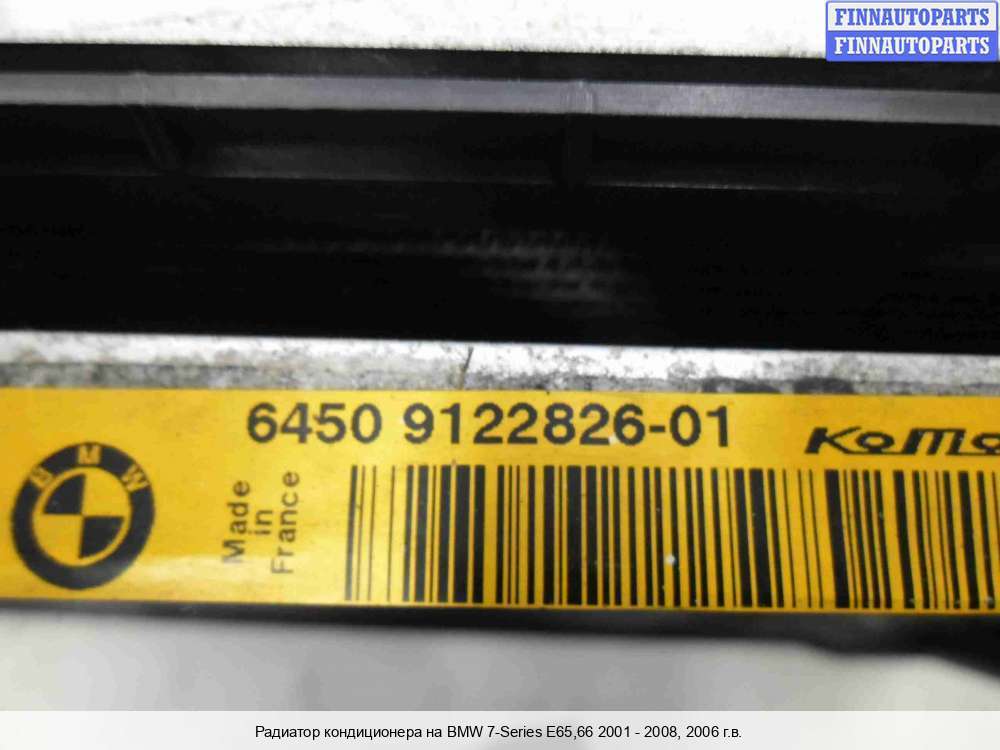 FINNAUTOPARTS
FINNAUTOPARTS
6450 9122826-01
BMW
Made
in
France
Радиатор кондиционера на BMW 7-Series E65,66 2001 - 2008, 2006 г.в.